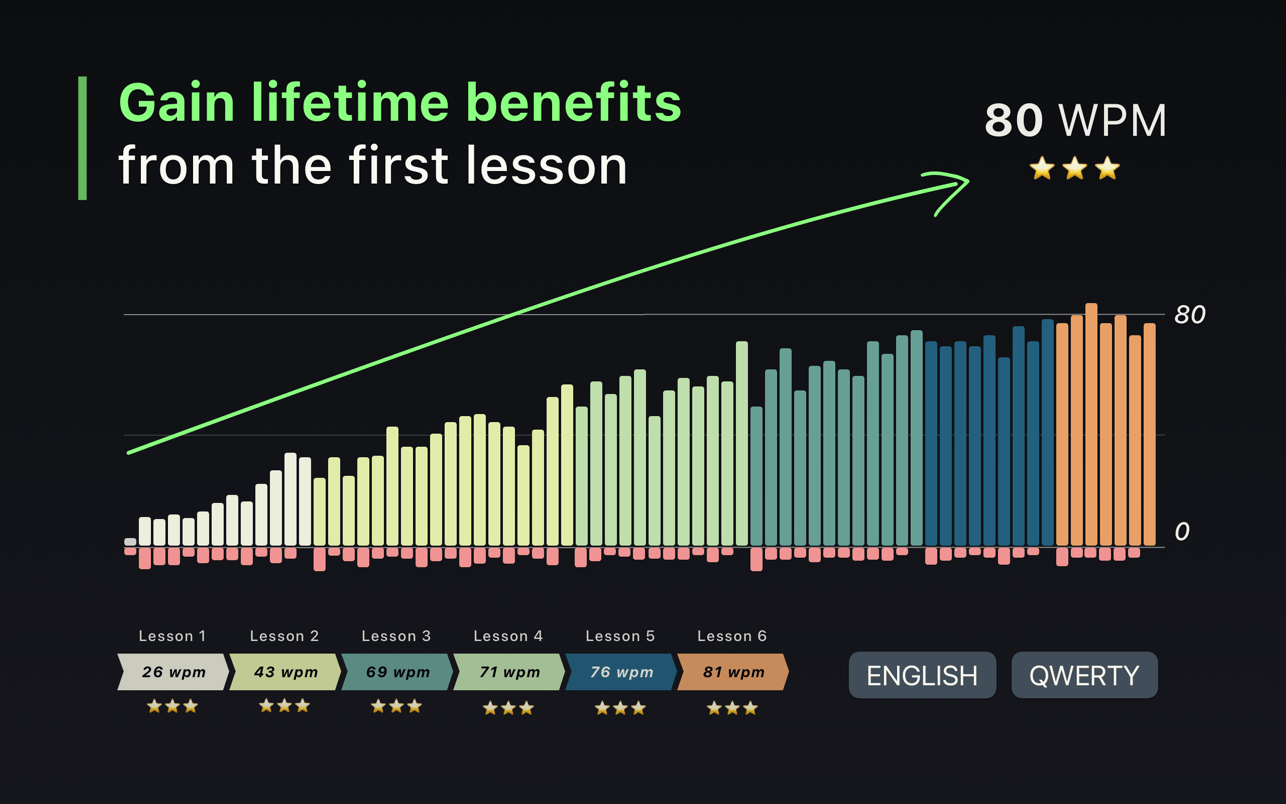 Gain lifetime benefits
from the first lesson
80 WPM
80
0
Lesson 1 Lesson 2 Lesson 3 Lesson 4 Lesson 5 Lesson 6
26 wpm 43 wpm 69 wpm 71 wpm 76 wpm 81 wpm
ENGLISH QWERTY